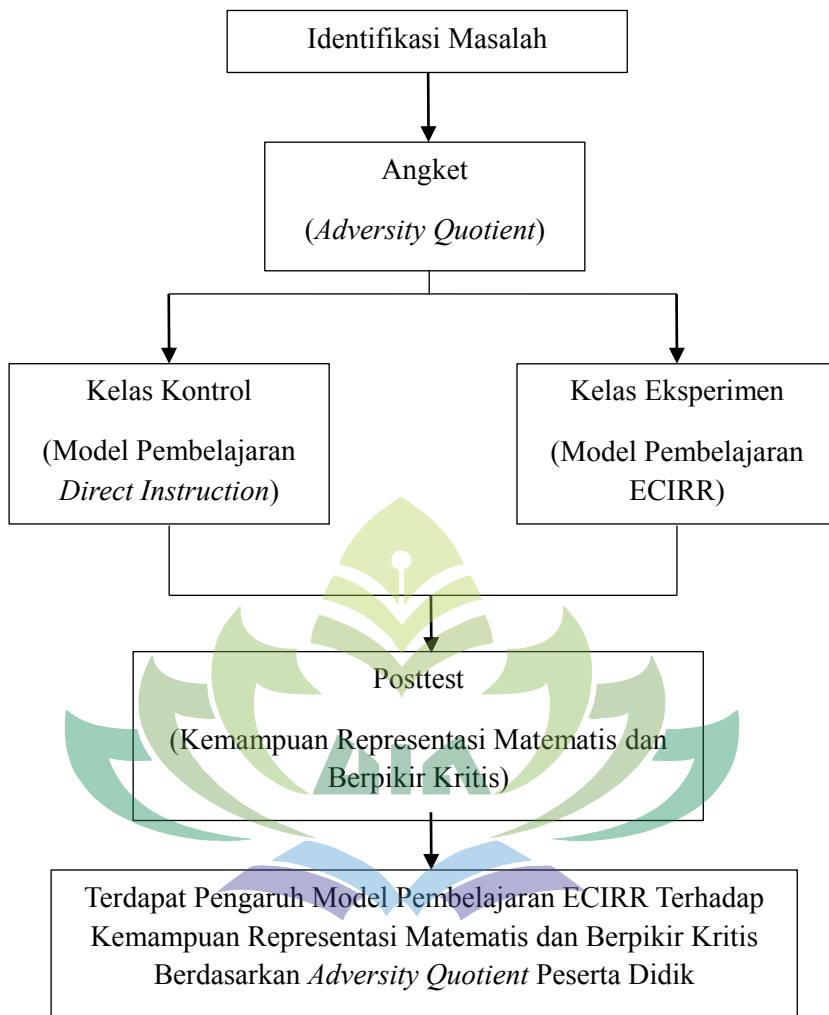 Identifikasi Masalah
Angket
(Adversity Quotient)
Kelas Kontrol
(Model Pembelajaran
Direct Instruction)
Kelas Eksperimen
(Model Pembelajaran
ECIRR)
Posttest
(Kemampuan Representasi Matematis dan
Berpikir Kritis)
Terdapat Pengaruh Model Pembelajaran ECIRR Terhadap
Kemampuan Representasi Matematis dan Berpikir Kritis
Berdasarkan Adversity Quotient Peserta Didik